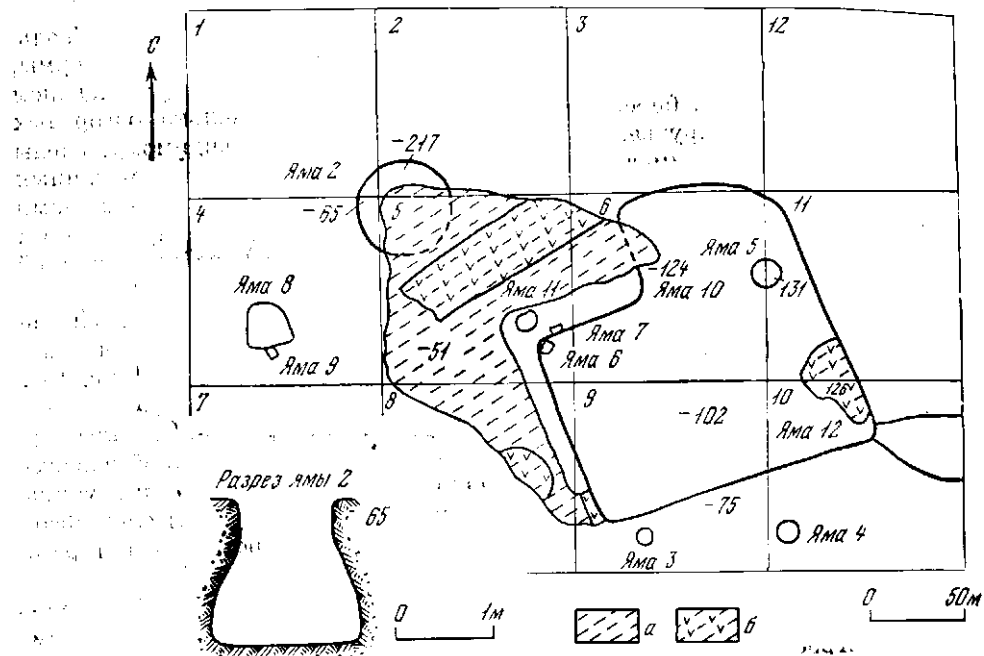 1 2 3 12
С
-217
Яма 2
4 -65 5 6 11
-124 Яма 5
Яма 8 Яма 11 Яма 10 -131
Яма 7
-51 Яма 6
Яма 9
7 8 9 10 126
-102 Яма 12
Разрез ямы 2
65 -75
Яма 3 Яма 4
0 1м а б 0 50м